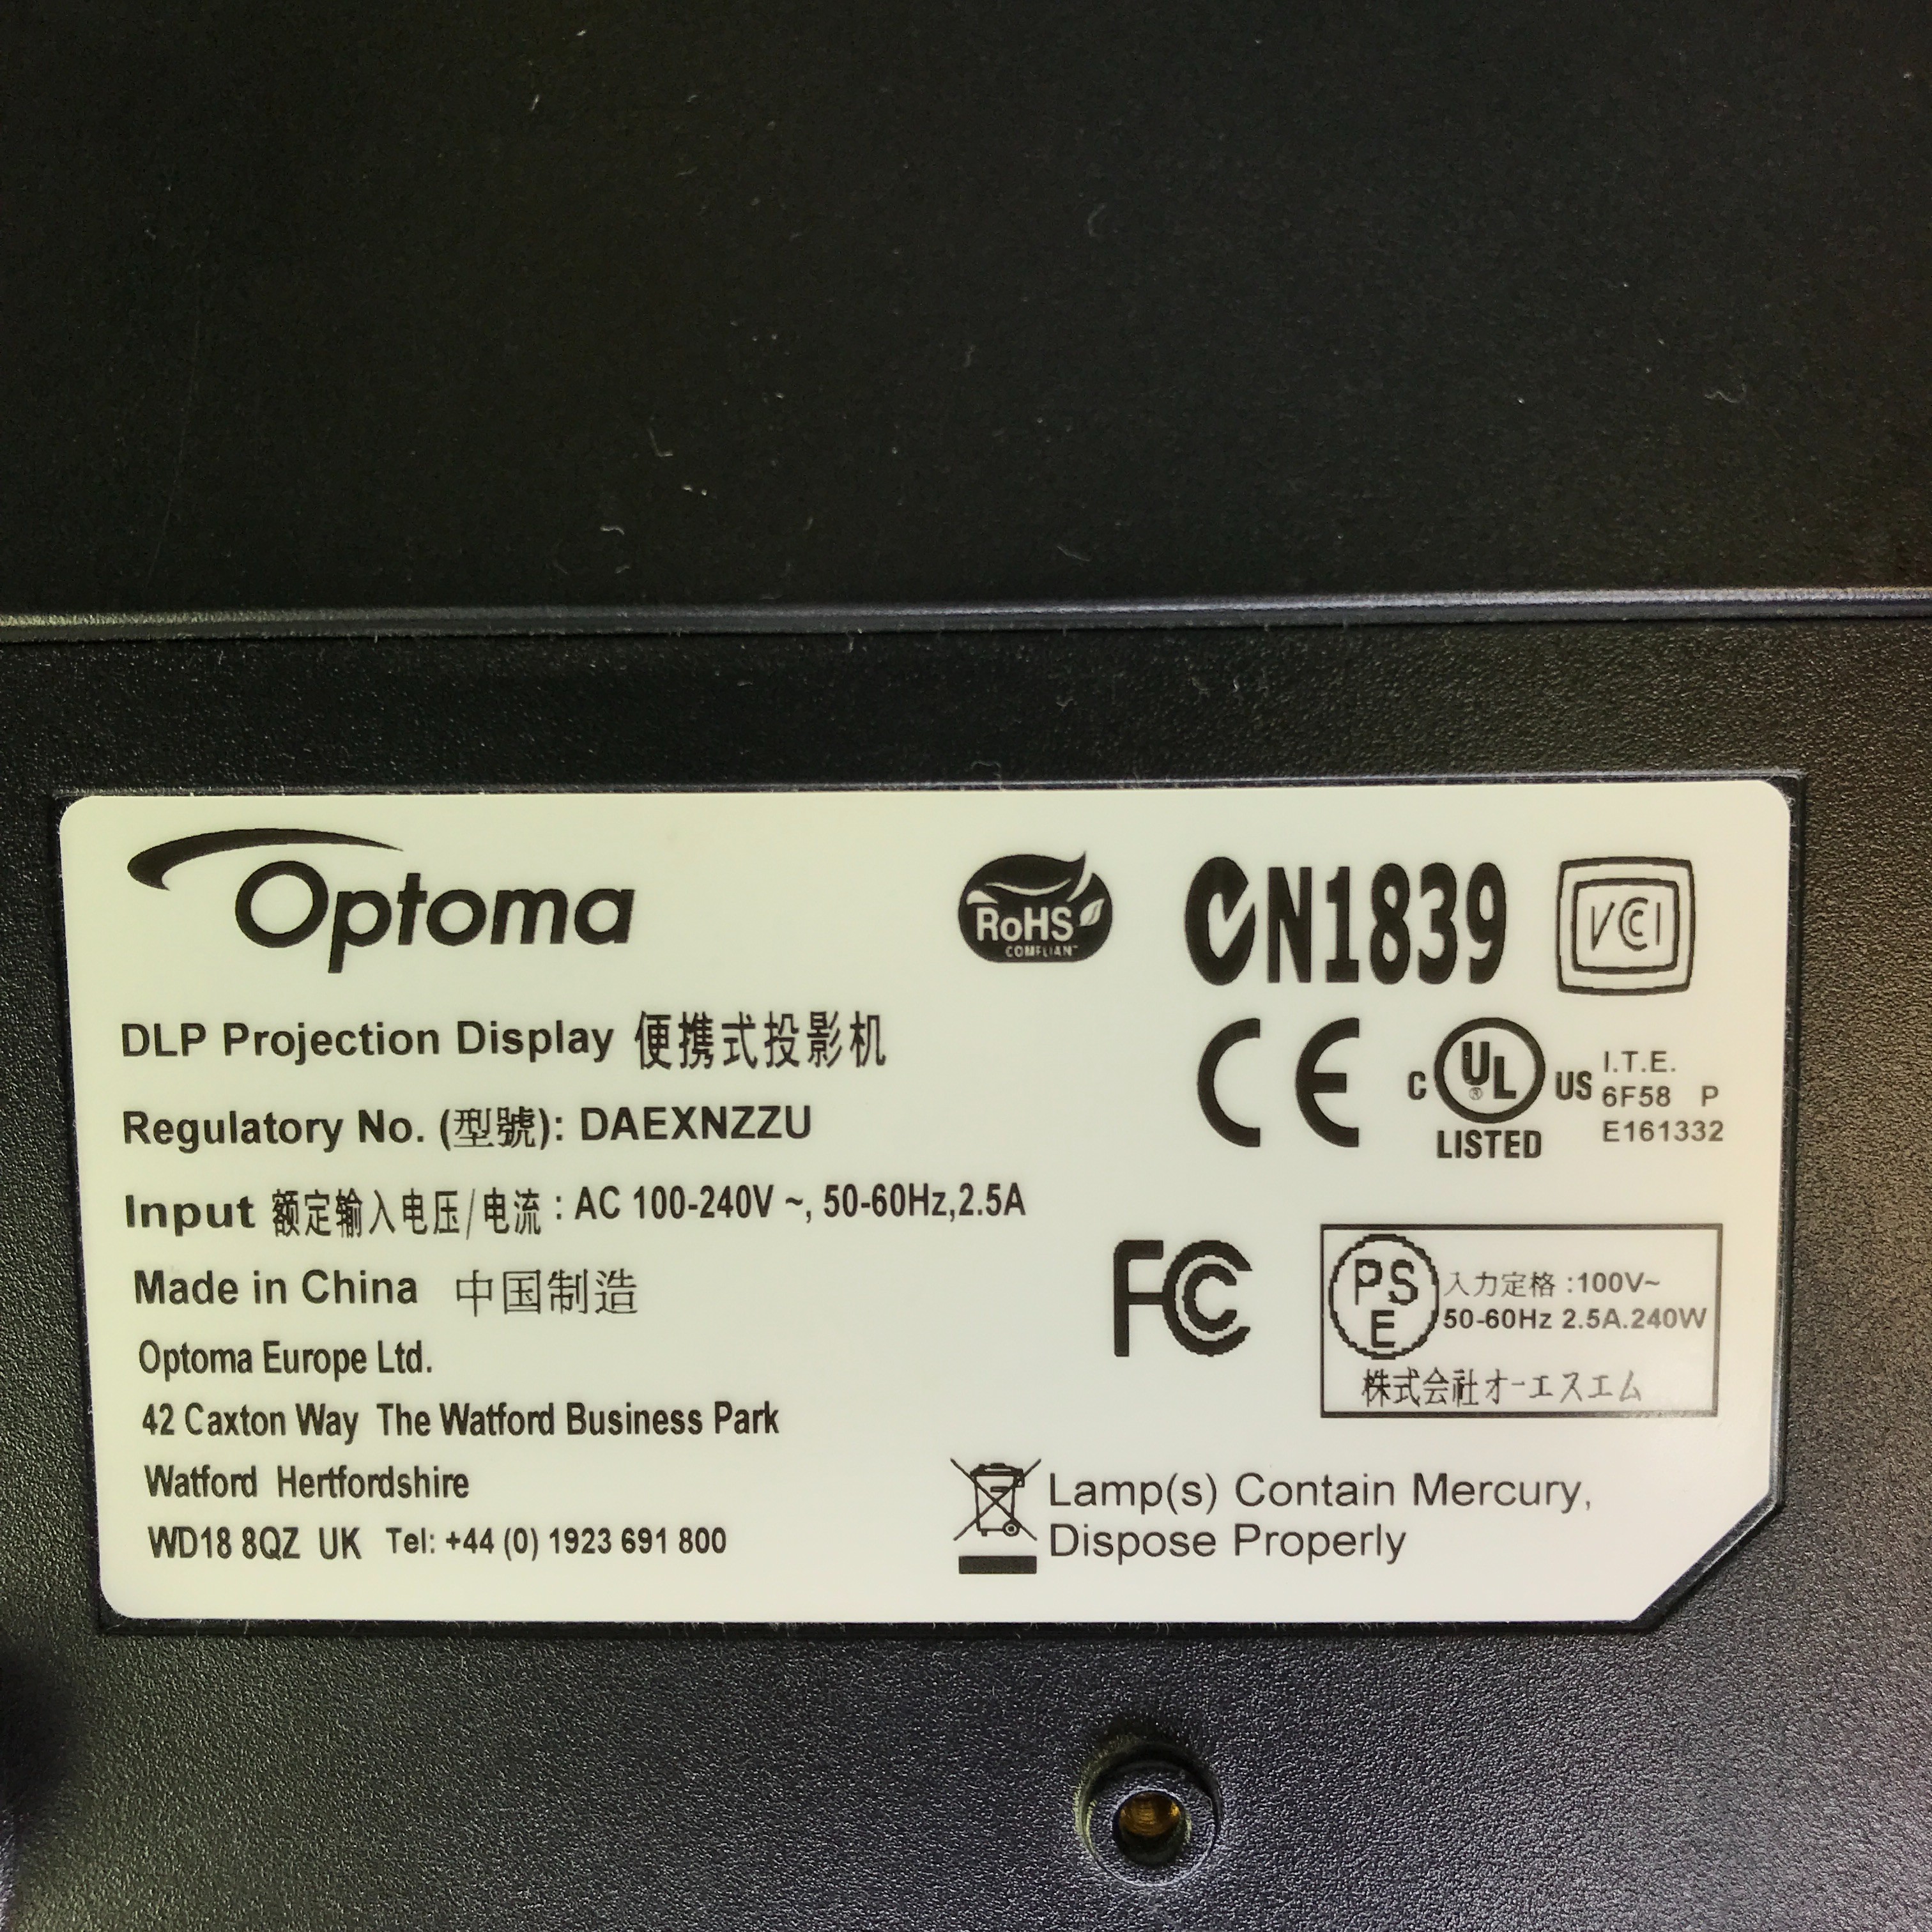 Optoma
RoHS
COMPLIAN™
N1839
VCCI
DLP Projection Display 便携式投影机
Regulatory No. (型號): DAEXNZZU
Input 额定输入电压/电流 : AC 100-240V ~, 50-60Hz,2.5A
Made in China 中国制造
Optoma Europe Ltd.
42 Caxton Way The Watford Business Park
Watford Hertfordshire
WD18 8QZ UK Tel: +44 (0) 1923 691 800
CE
C UL® US
LISTED
I.T.E.
6F58 P
E161332
FC
PS
E
入力定格 :100V~
50-60Hz 2.5A.240W
株式会社オーエスエム
Lamp(s) Contain Mercury,
Dispose Properly